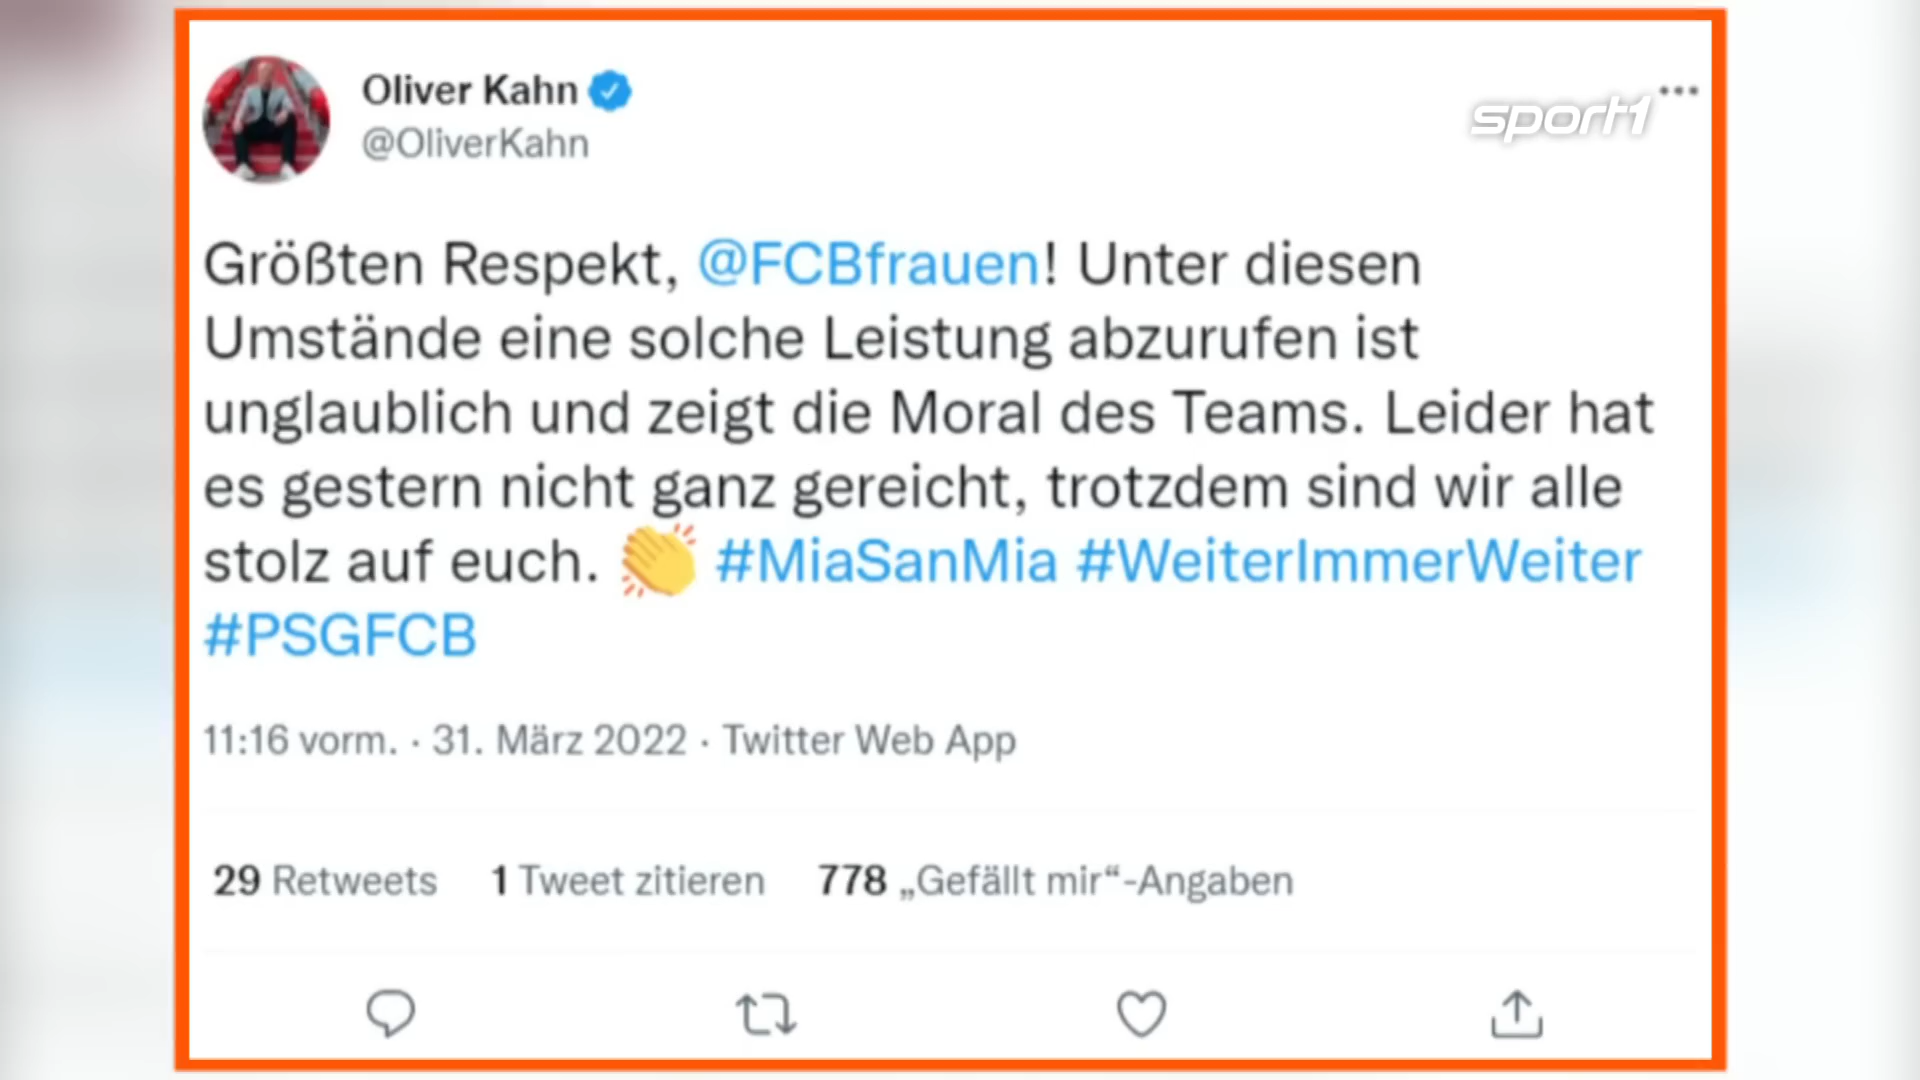 Oliver Kahn
@OliverKahn
sport1
Größten Respekt, @FCBfrauen! Unter diesen
Umstände eine solche Leistung abzurufen ist
unglaublich und zeigt die Moral des Teams. Leider hat
es gestern nicht ganz gereicht, trotzdem sind wir alle
stolz auf euch. 👏 #MiaSanMia #WeiterImmerWeiter
#PSGFCB
11:16 vorm. · 31. März 2022 · Twitter Web App
29 Retweets 1 Tweet zitieren 778 „Gefällt mir“-Angaben